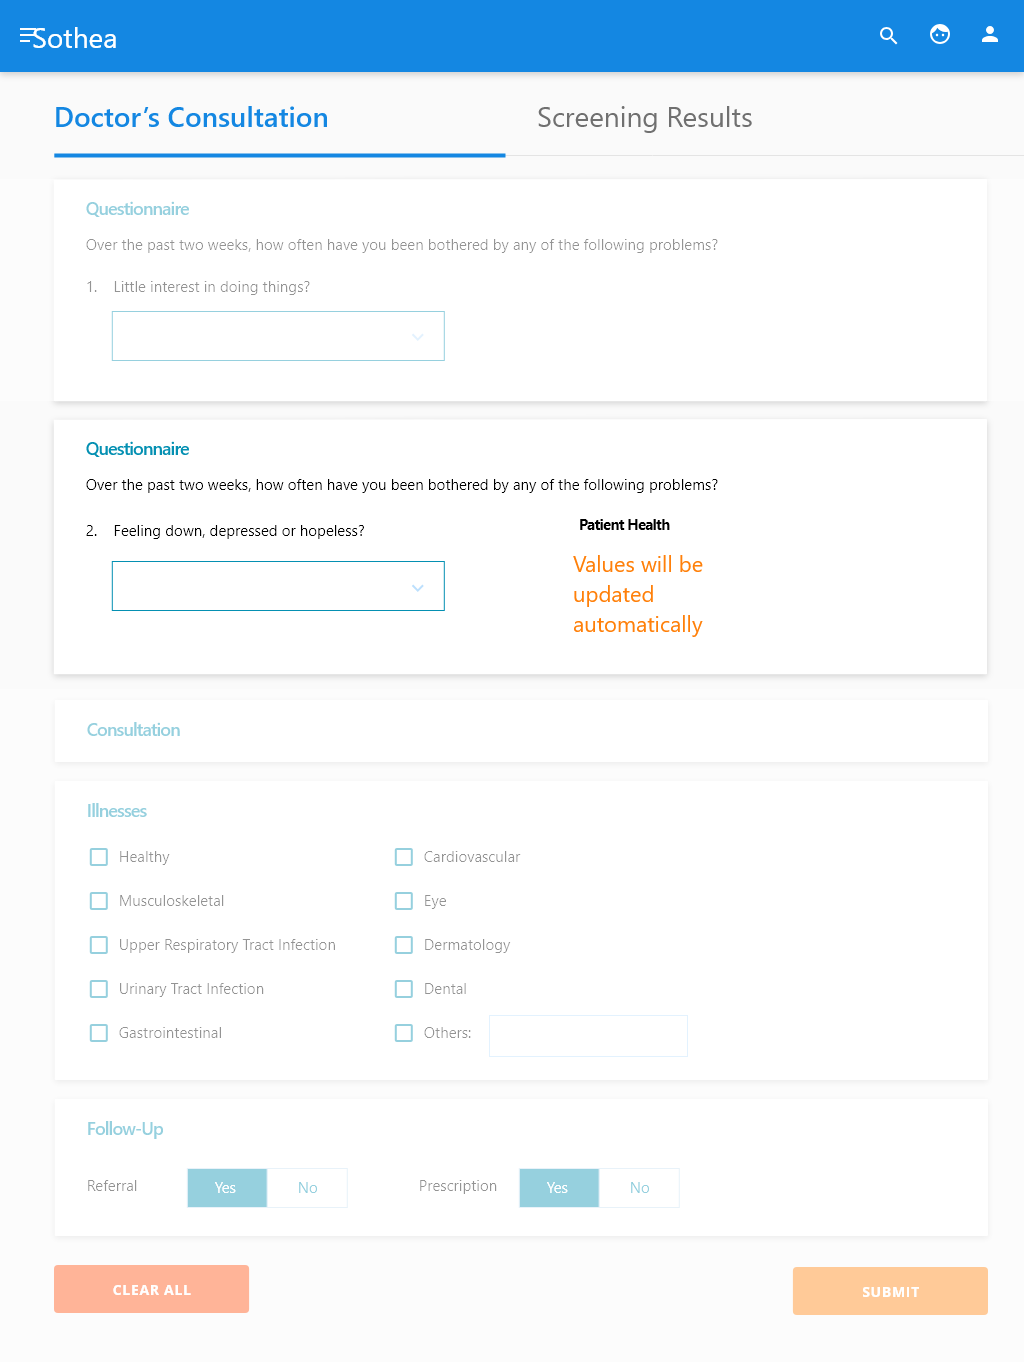 Sothea
Doctor’s Consultation
Screening Results
Questionnaire
Over the past two weeks, how often have you been bothered by any of the following problems?
1. Little interest in doing things?
Questionnaire
Over the past two weeks, how often have you been bothered by any of the following problems?
2. Feeling down, depressed or hopeless?
Patient Health
Values will be
updated
automatically
Consultation
Illnesses
Healthy
Cardiovascular
Musculoskeletal
Eye
Upper Respiratory Tract Infection
Dermatology
Urinary Tract Infection
Dental
Gastrointestinal
Others:
Follow-Up
Referral
Yes
No
Prescription
Yes
No
CLEAR ALL
SUBMIT